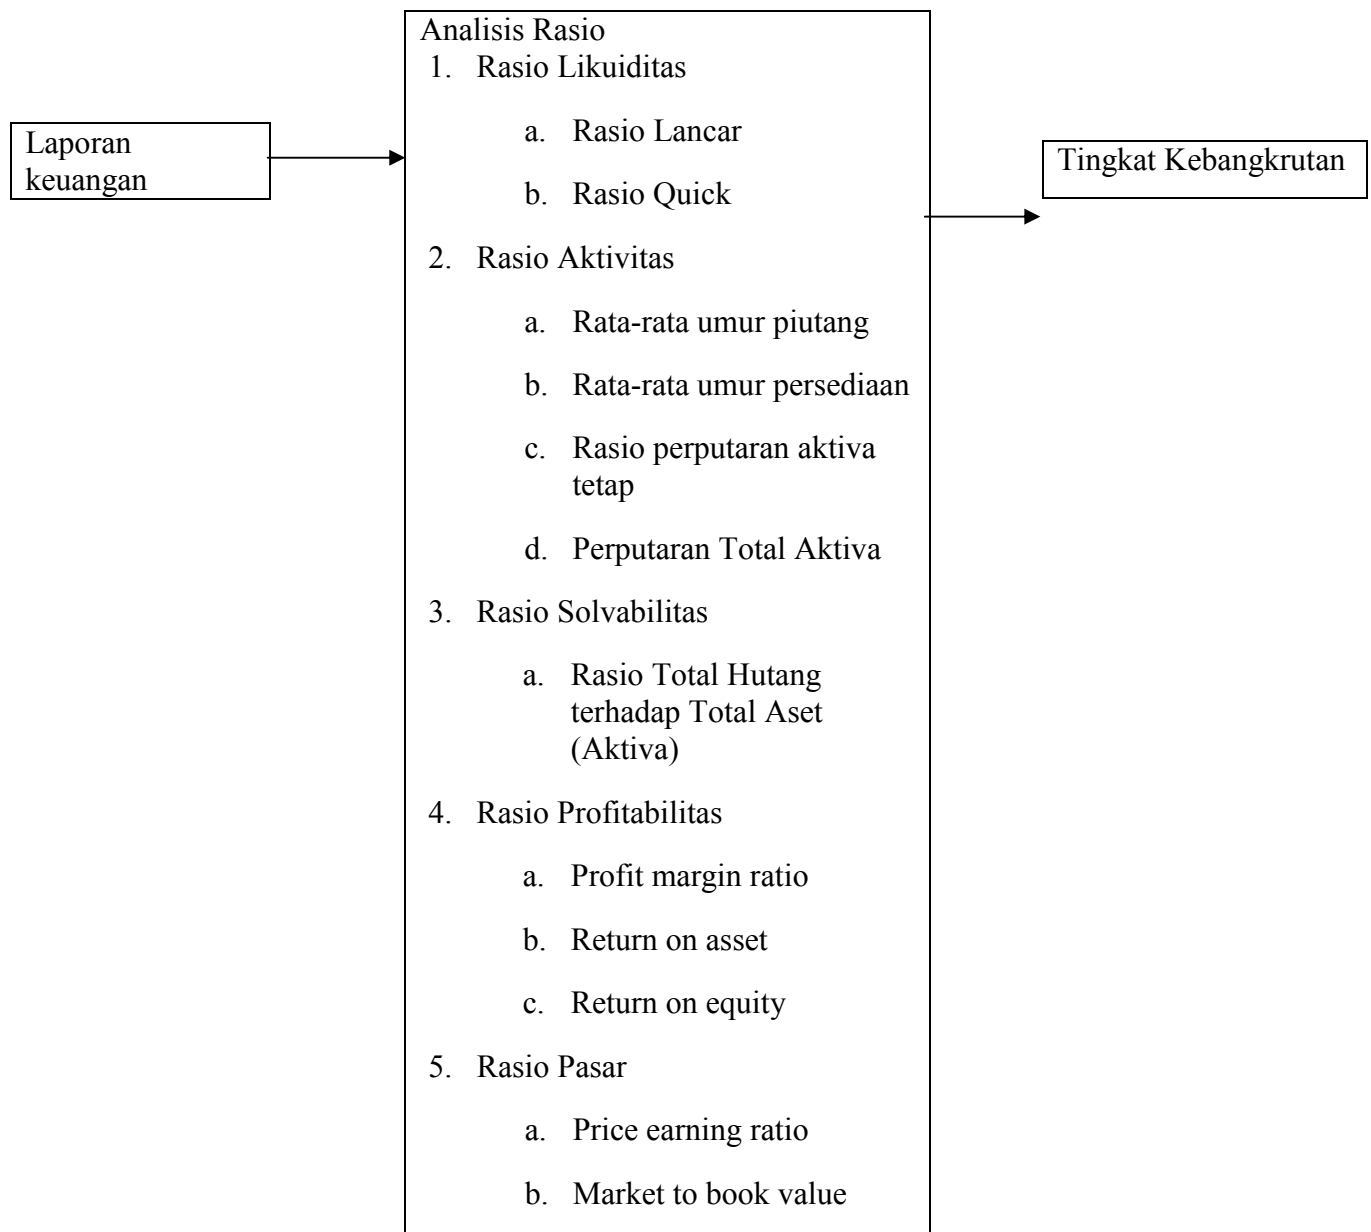 Laporan
keuangan
Analisis Rasio
1. Rasio Likuiditas
a. Rasio Lancar
b. Rasio Quick
2. Rasio Aktivitas
a. Rata-rata umur piutang
b. Rata-rata umur persediaan
c. Rasio perputaran aktiva
tetap
d. Perputaran Total Aktiva
3. Rasio Solvabilitas
a. Rasio Total Hutang
terhadap Total Aset
(Aktiva)
4. Rasio Profitabilitas
a. Profit margin ratio
b. Return on asset
c. Return on equity
5. Rasio Pasar
a. Price earning ratio
b. Market to book value
Tingkat Kebangkrutan